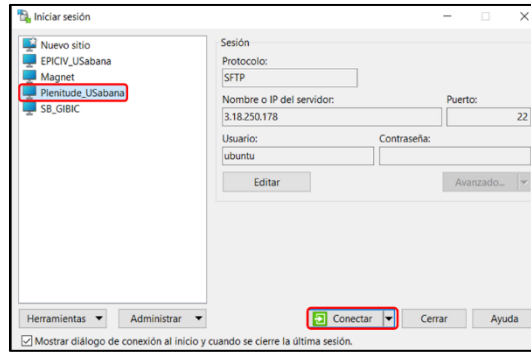 Iniciar sesión
Nuevo sitio
EPICIV_USabana
Magnet
Plenitude_USabana
SB_GIBIC
Sesión
Protocolo:
SFTP
Nombre o IP del servidor:
Puerto:
3.18.250.178
22
Usuario:
Contraseña:
ubuntu
Editar
Avanzado...
Herramientas
Administrar
Conectar
Cerrar
Ayuda
Mostrar diálogo de conexión al inicio y cuando se cierre la última sesión.